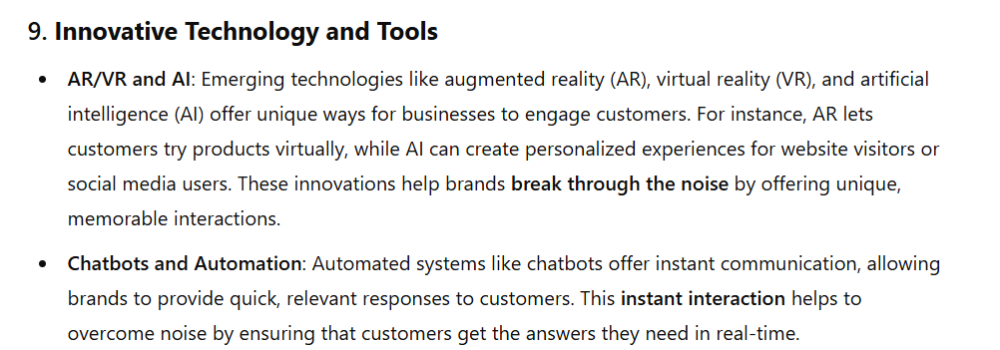 9. Innovative Technology and Tools
• AR/VR and AI: Emerging technologies like augmented reality (AR), virtual reality (VR), and artificial
intelligence (AI) offer unique ways for businesses to engage customers. For instance, AR lets
customers try products virtually, while AI can create personalized experiences for website visitors or
social media users. These innovations help brands break through the noise by offering unique,
memorable interactions.
• Chatbots and Automation: Automated systems like chatbots offer instant communication, allowing
brands to provide quick, relevant responses to customers. This instant interaction helps to
overcome noise by ensuring that customers get the answers they need in real-time.